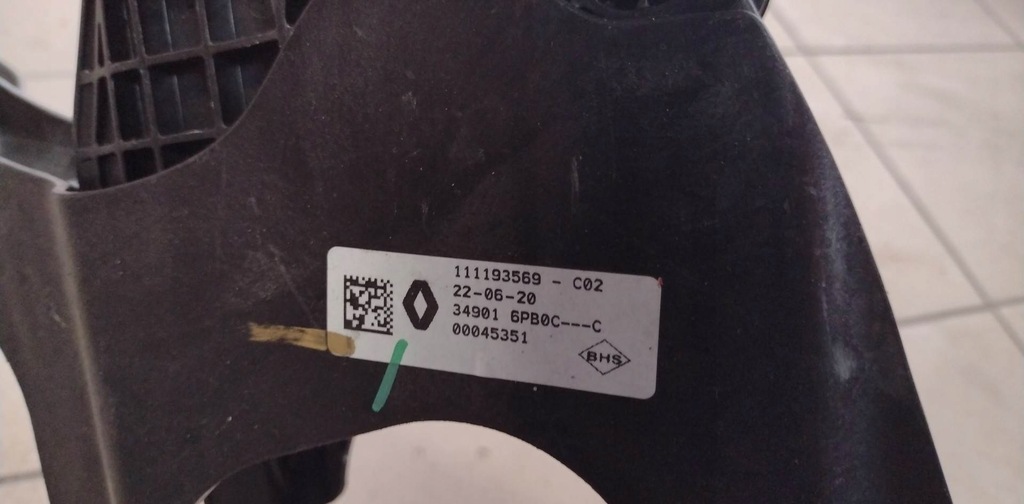 111193569 - C02
22-06-20
34901 6PB0C---C
00045351
BHS